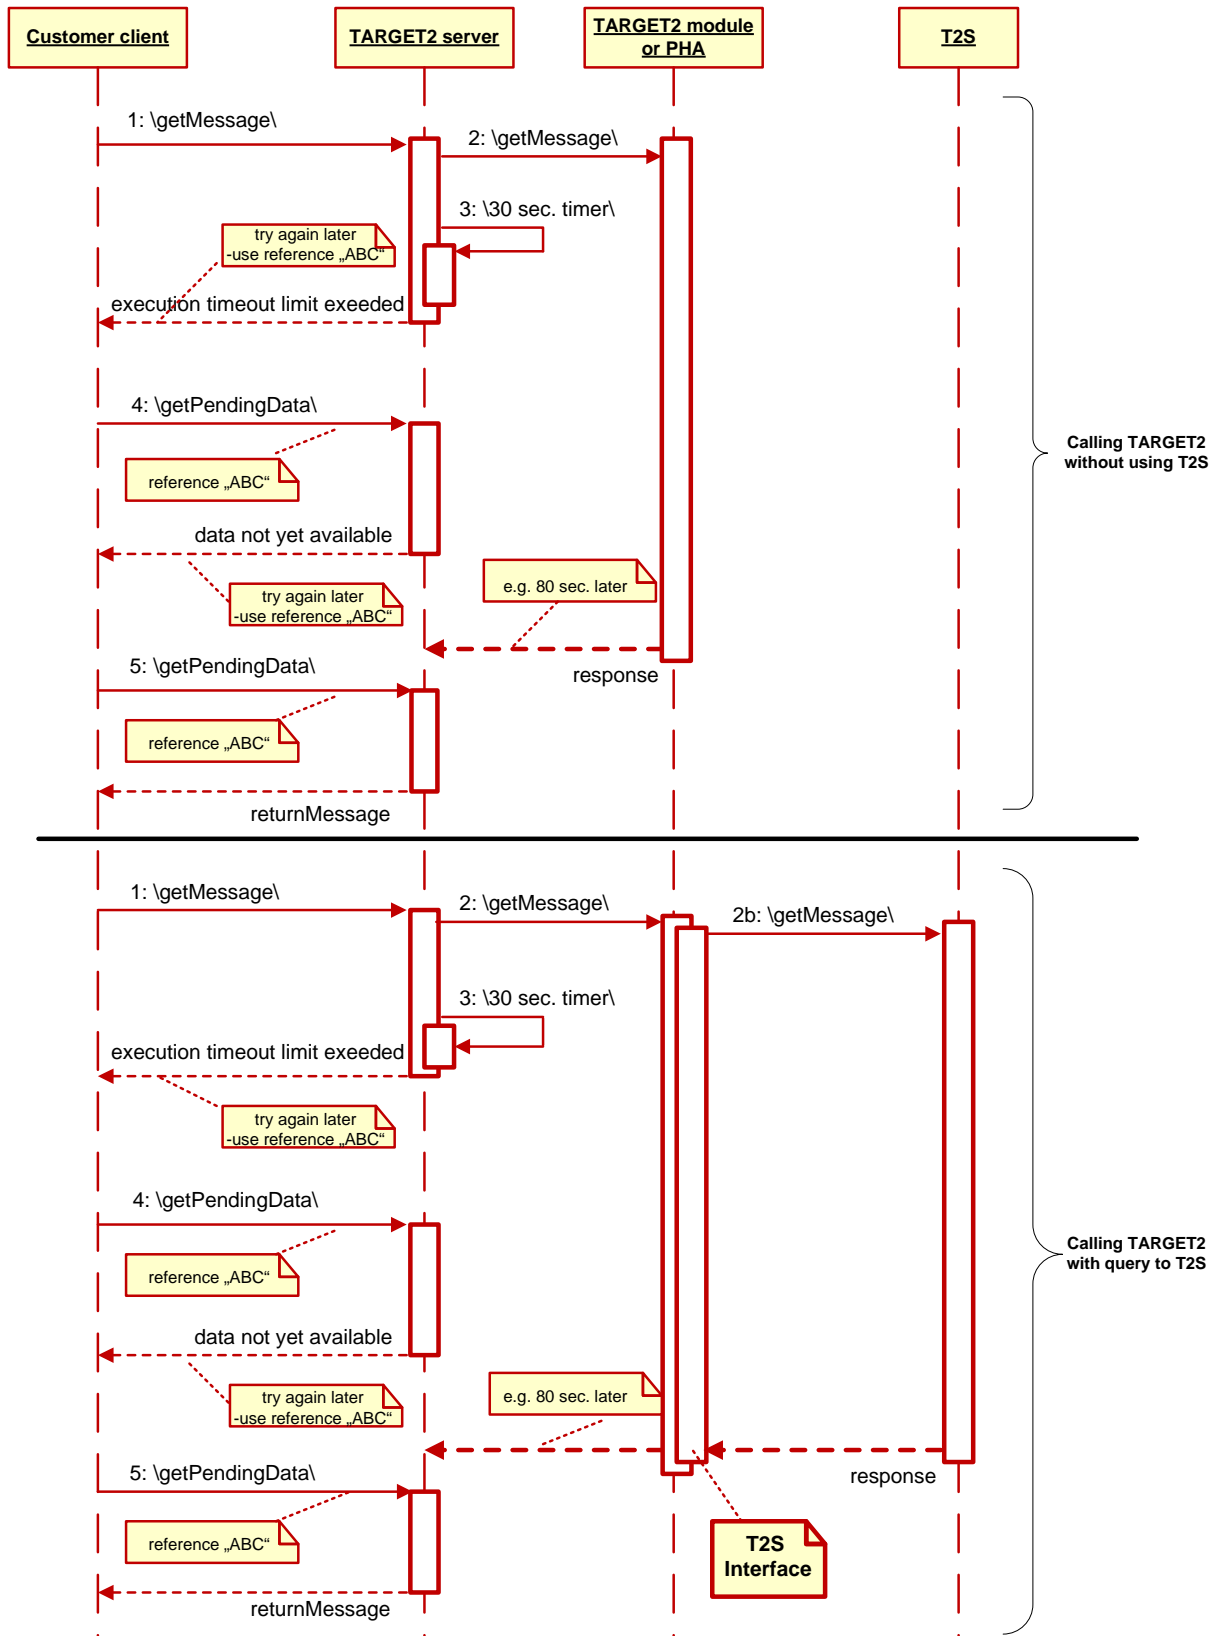 Customer client
TARGET2 server
TARGET2 module
or PHA
T2S
1: \getMessage\
2: \getMessage\
3: \30 sec. timer\
try again later
-use reference „ABC“
execution timeout limit exeeded
4: \getPendingData\
Calling TARGET2
without using T2S
reference „ABC“
data not yet available
e.g. 80 sec. later
try again later
-use reference „ABC“
5: \getPendingData\
response
reference „ABC“
returnMessage
1: \getMessage\
2: \getMessage\
2b: \getMessage\
3: \30 sec. timer\
execution timeout limit exeeded
try again later
-use reference „ABC“
4: \getPendingData\
Calling TARGET2
with query to T2S
reference „ABC“
data not yet available
e.g. 80 sec. later
try again later
-use reference „ABC“
5: \getPendingData\
response
reference „ABC“
T2S
Interface
returnMessage